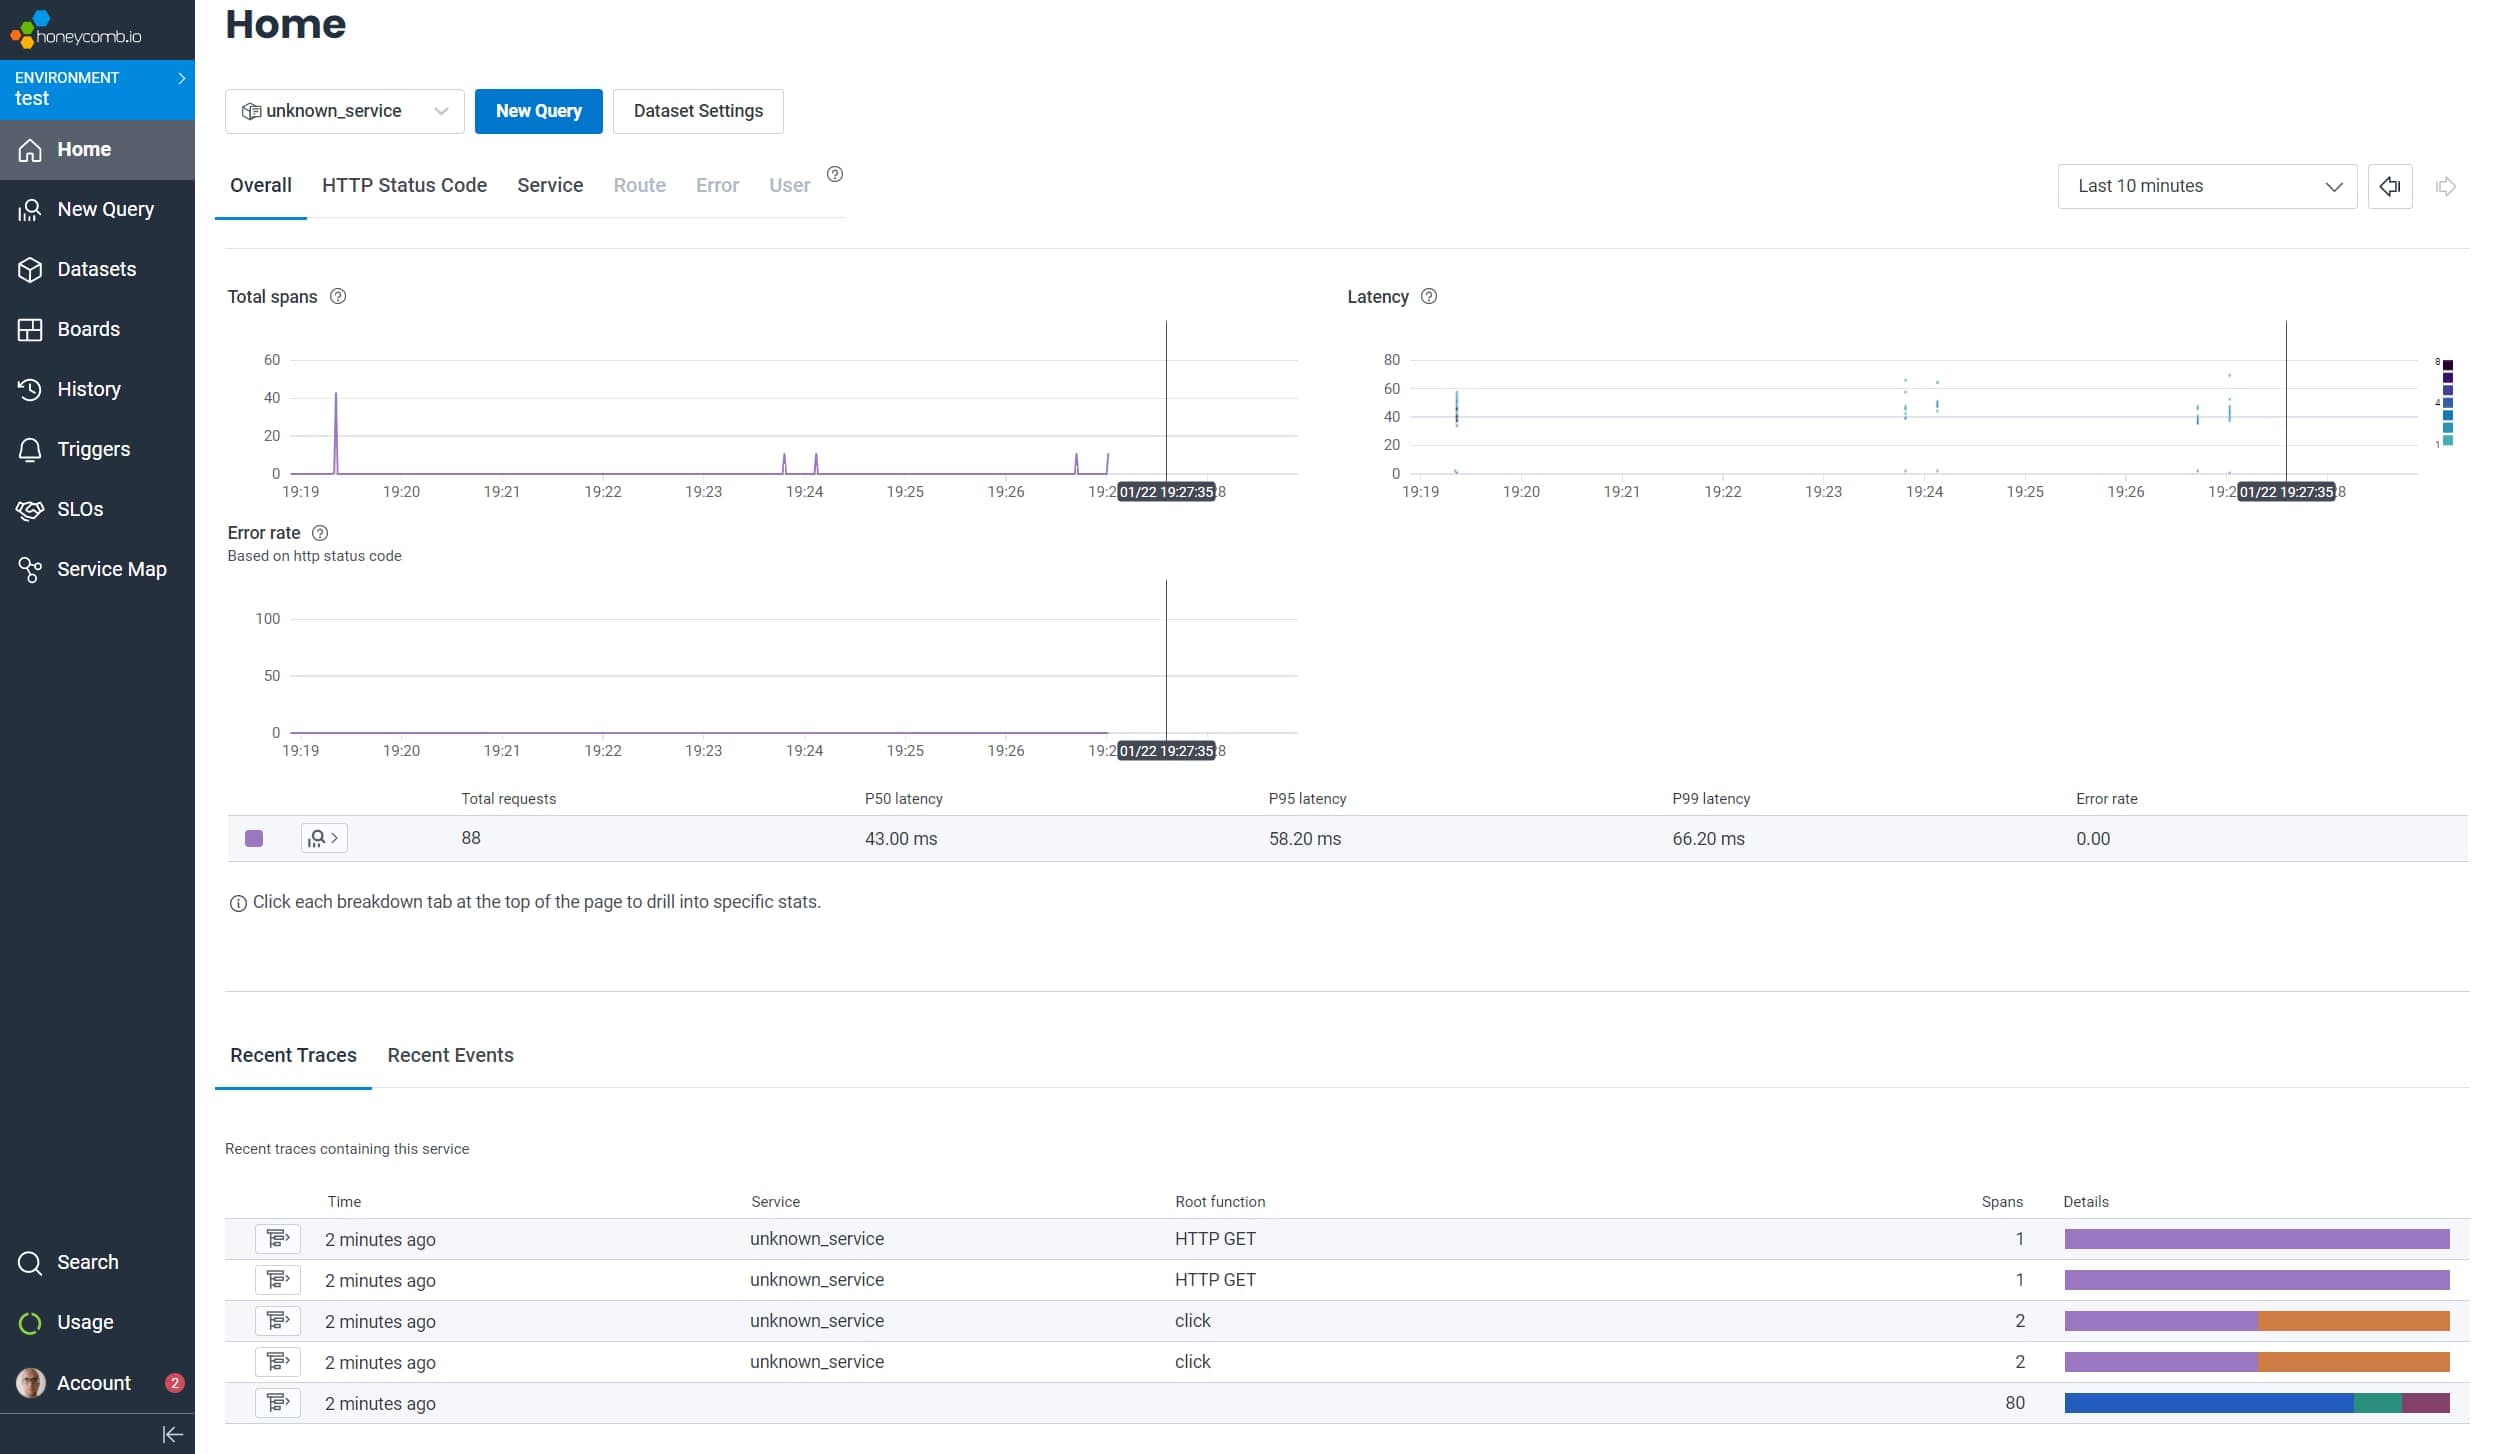 honeycomb.io
ENVIRONMENT
test
Home
New Query
Datasets
Boards
History
Triggers
SLOs
Service Map
Search
Usage
Account 2
Home
unknown_service New Query Dataset Settings
Overall HTTP Status Code Service Route Error User
Last 10 minutes
Total spans
60
40
20
0
19:19 19:20 19:21 19:22 19:23 19:24 19:25 19:26 19:2 01/22 19:27:35 8
Latency
80
60
40
20
0
19:19 19:20 19:21 19:22 19:23 19:24 19:25 19:26 19:2 01/22 19:27:35 8
8
4
1
Error rate
Based on http status code
100
50
0
19:19 19:20 19:21 19:22 19:23 19:24 19:25 19:26 19:2 01/22 19:27:35 8
Total requests P50 latency P95 latency P99 latency Error rate
88 43.00 ms 58.20 ms 66.20 ms 0.00
Click each breakdown tab at the top of the page to drill into specific stats.
Recent Traces Recent Events
Recent traces containing this service
Time Service Root function Spans Details
2 minutes ago unknown_service HTTP GET 1
2 minutes ago unknown_service HTTP GET 1
2 minutes ago unknown_service click 2
2 minutes ago unknown_service click 2
2 minutes ago 80